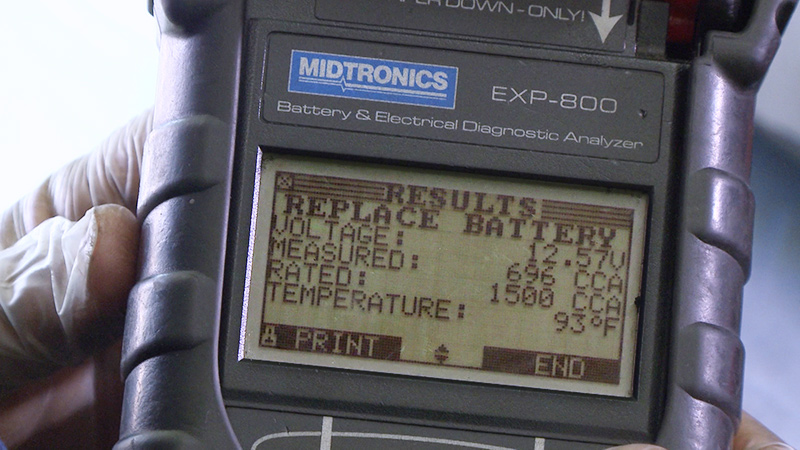 ER DOWN - ONLY!
MIDTRONICS
EXP-800
Battery & Electrical Diagnostic Analyzer
RESULTS
REPLACE BATTERY
VOLTAGE: 12.57V
MEASURED: 696 CCA
RATED: 1500 CCA
TEMPERATURE: 93°F
PRINT END